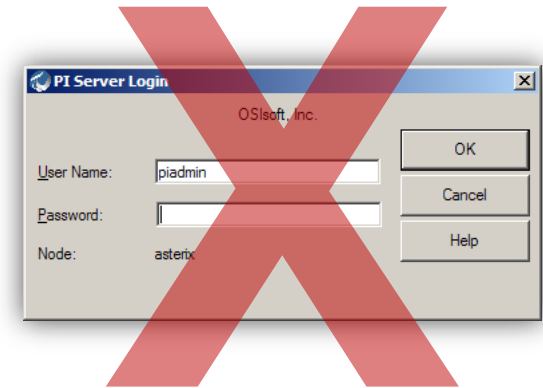 PI Server Login
OSIsoft, Inc.
User Name: piadmin
Password:
Node: asterix
OK
Cancel
Help